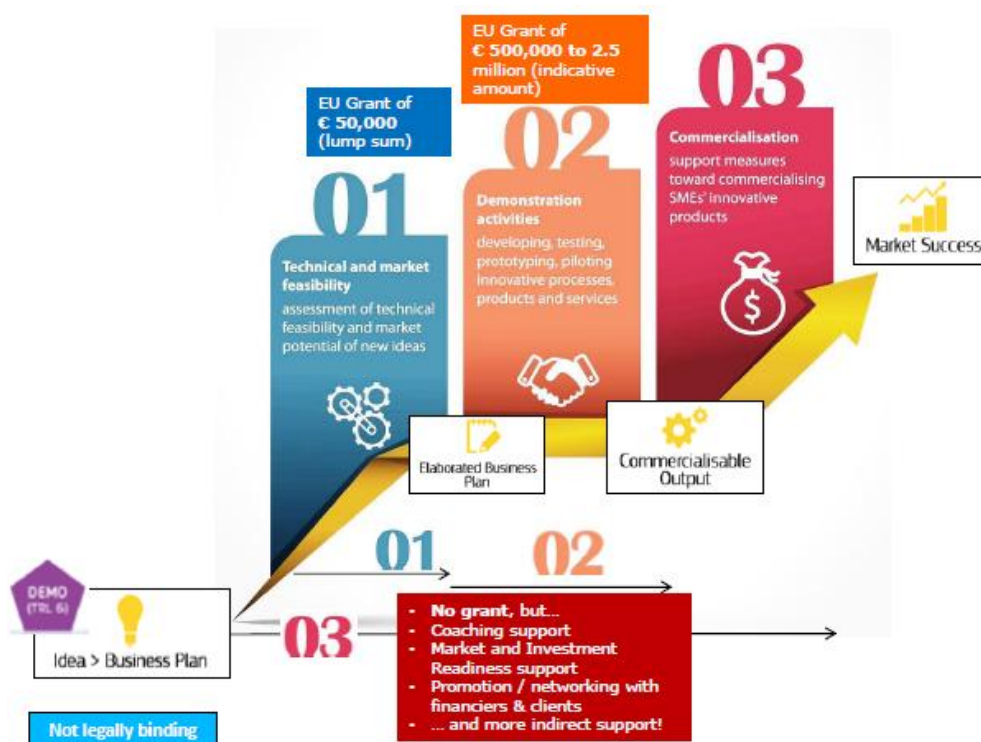 EU Grant of
€ 50,000
(lump sum)
01
Technical and market
feasibility
assessment of technical
feasibility and market
potential of new ideas
EU Grant of
€ 500,000 to 2.5
million (indicative
amount)
02
Demonstration
activities
developing, testing,
prototyping, piloting
innovative processes,
products and services
03
Commercialisation
support measures
toward commercialising
SMEs' innovative
products
$
Market Success
Elaborated Business
Plan
Commercialisable
Output
01
02
DEMO
(TRL 6)
Idea > Business Plan
03
- No grant, but...
- Coaching support
- Market and Investment
Readiness support
- Promotion / networking with
financiers & clients
- ... and more indirect support!
Not legally binding